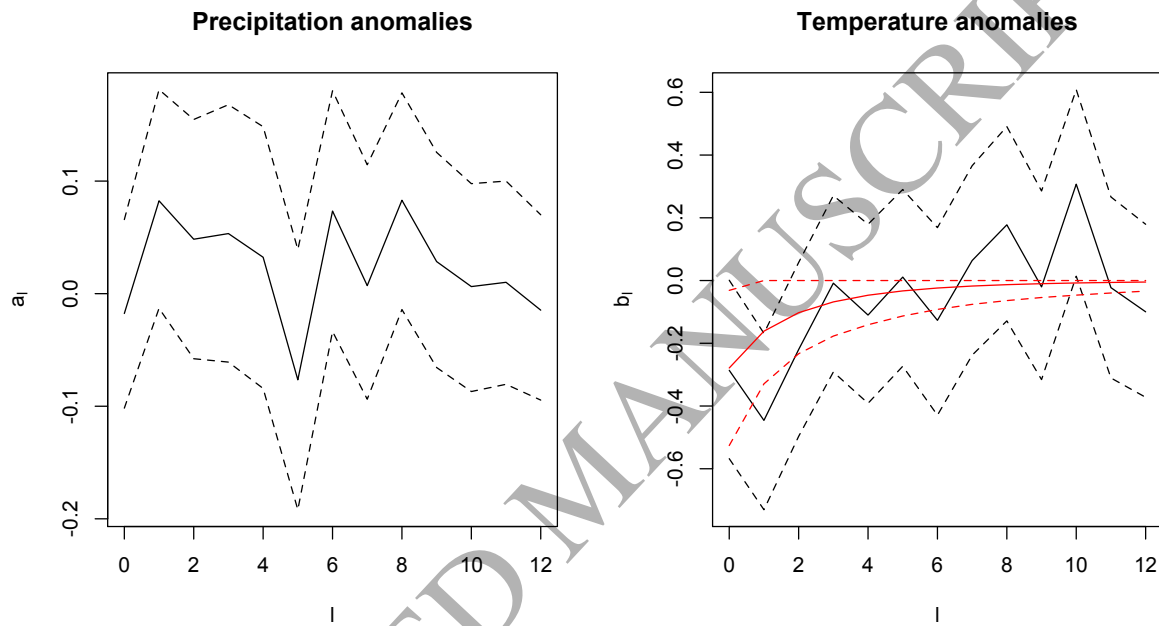 Precipitation anomalies
Temperature anomalies
a_l
0.1
0.0
-0.1
-0.2
0 2 4 6 8 10 12
l
b_l
0.6
0.4
0.2
0.0
-0.2
-0.4
-0.6
0 2 4 6 8 10 12
l
ED MANUSCRIP